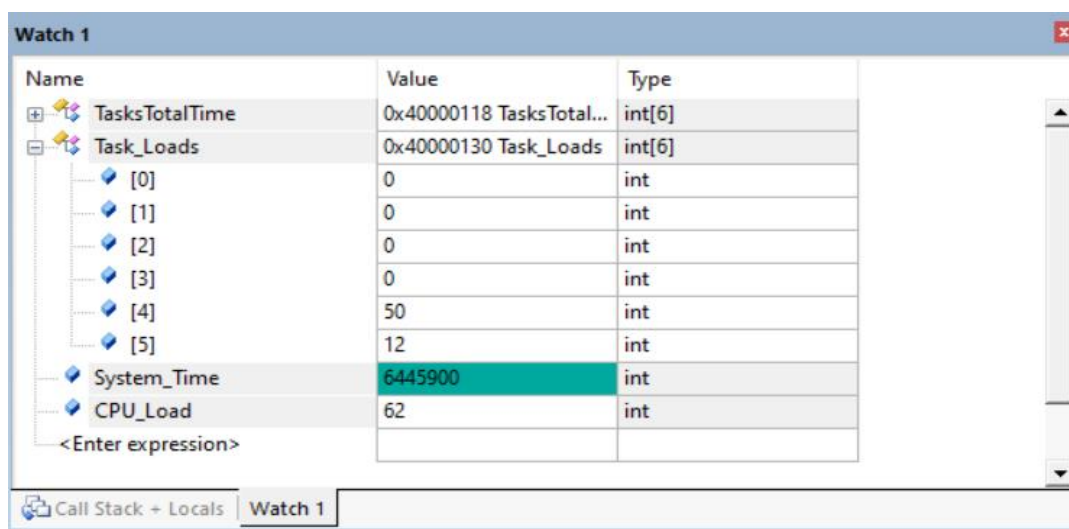 Watch 1
Name Value Type
TasksTotalTime 0x40000118 TasksTotal... int[6]
Task_Loads 0x40000130 Task_Loads int[6]
[0] 0 int
[1] 0 int
[2] 0 int
[3] 0 int
[4] 50 int
[5] 12 int
System_Time 6445900 int
CPU_Load 62 int
<Enter expression>
Call Stack + Locals Watch 1